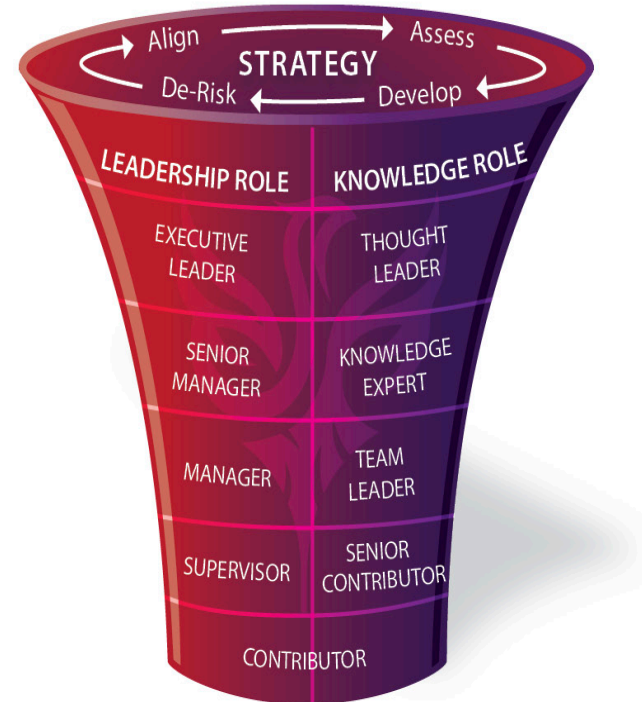 Align
Assess
STRATEGY
De-Risk
Develop
LEADERSHIP ROLE
KNOWLEDGE ROLE
EXECUTIVE
LEADER
THOUGHT
LEADER
SENIOR
MANAGER
KNOWLEDGE
EXPERT
MANAGER
TEAM
LEADER
SUPERVISOR
SENIOR
CONTRIBUTOR
CONTRIBUTOR